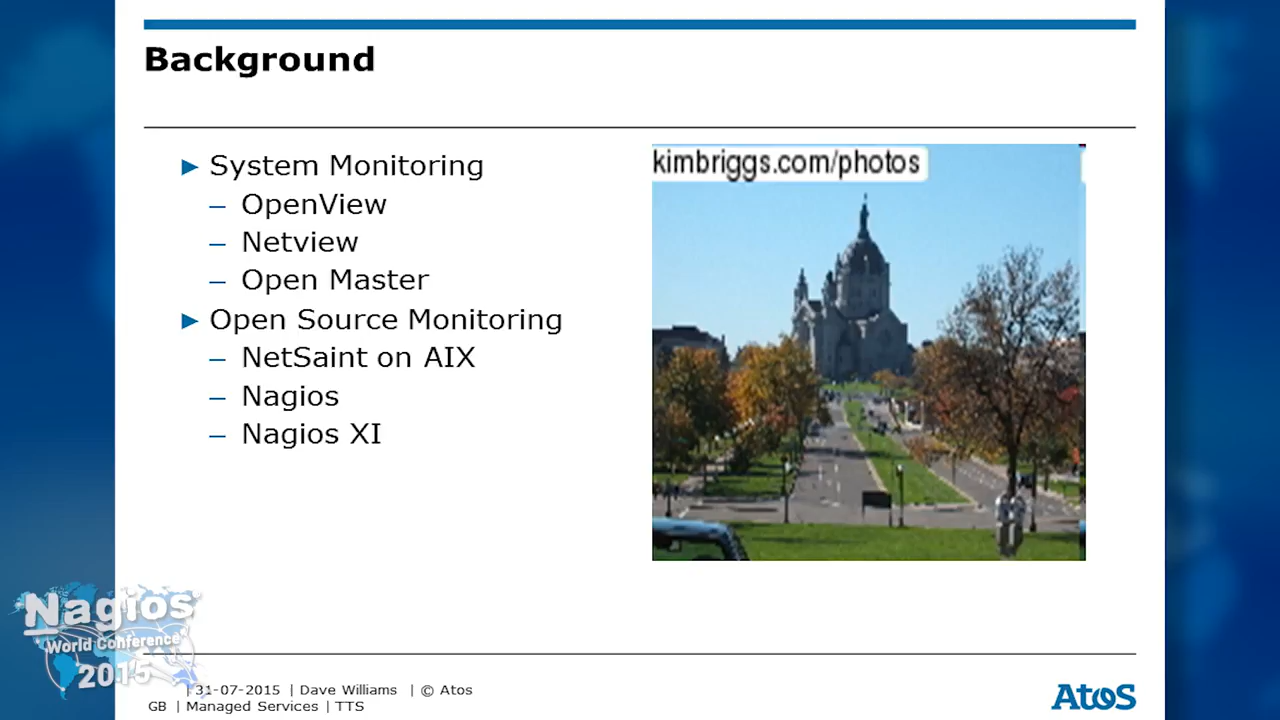 Background
► System Monitoring
– OpenView
– Netview
– Open Master
► Open Source Monitoring
– NetSaint on AIX
– Nagios
– Nagios XI
kimbriggs.com/photos
Nagios
World Conference
2015
| 31-07-2015 | Dave Williams | © Atos
GB | Managed Services | TTS
Atos